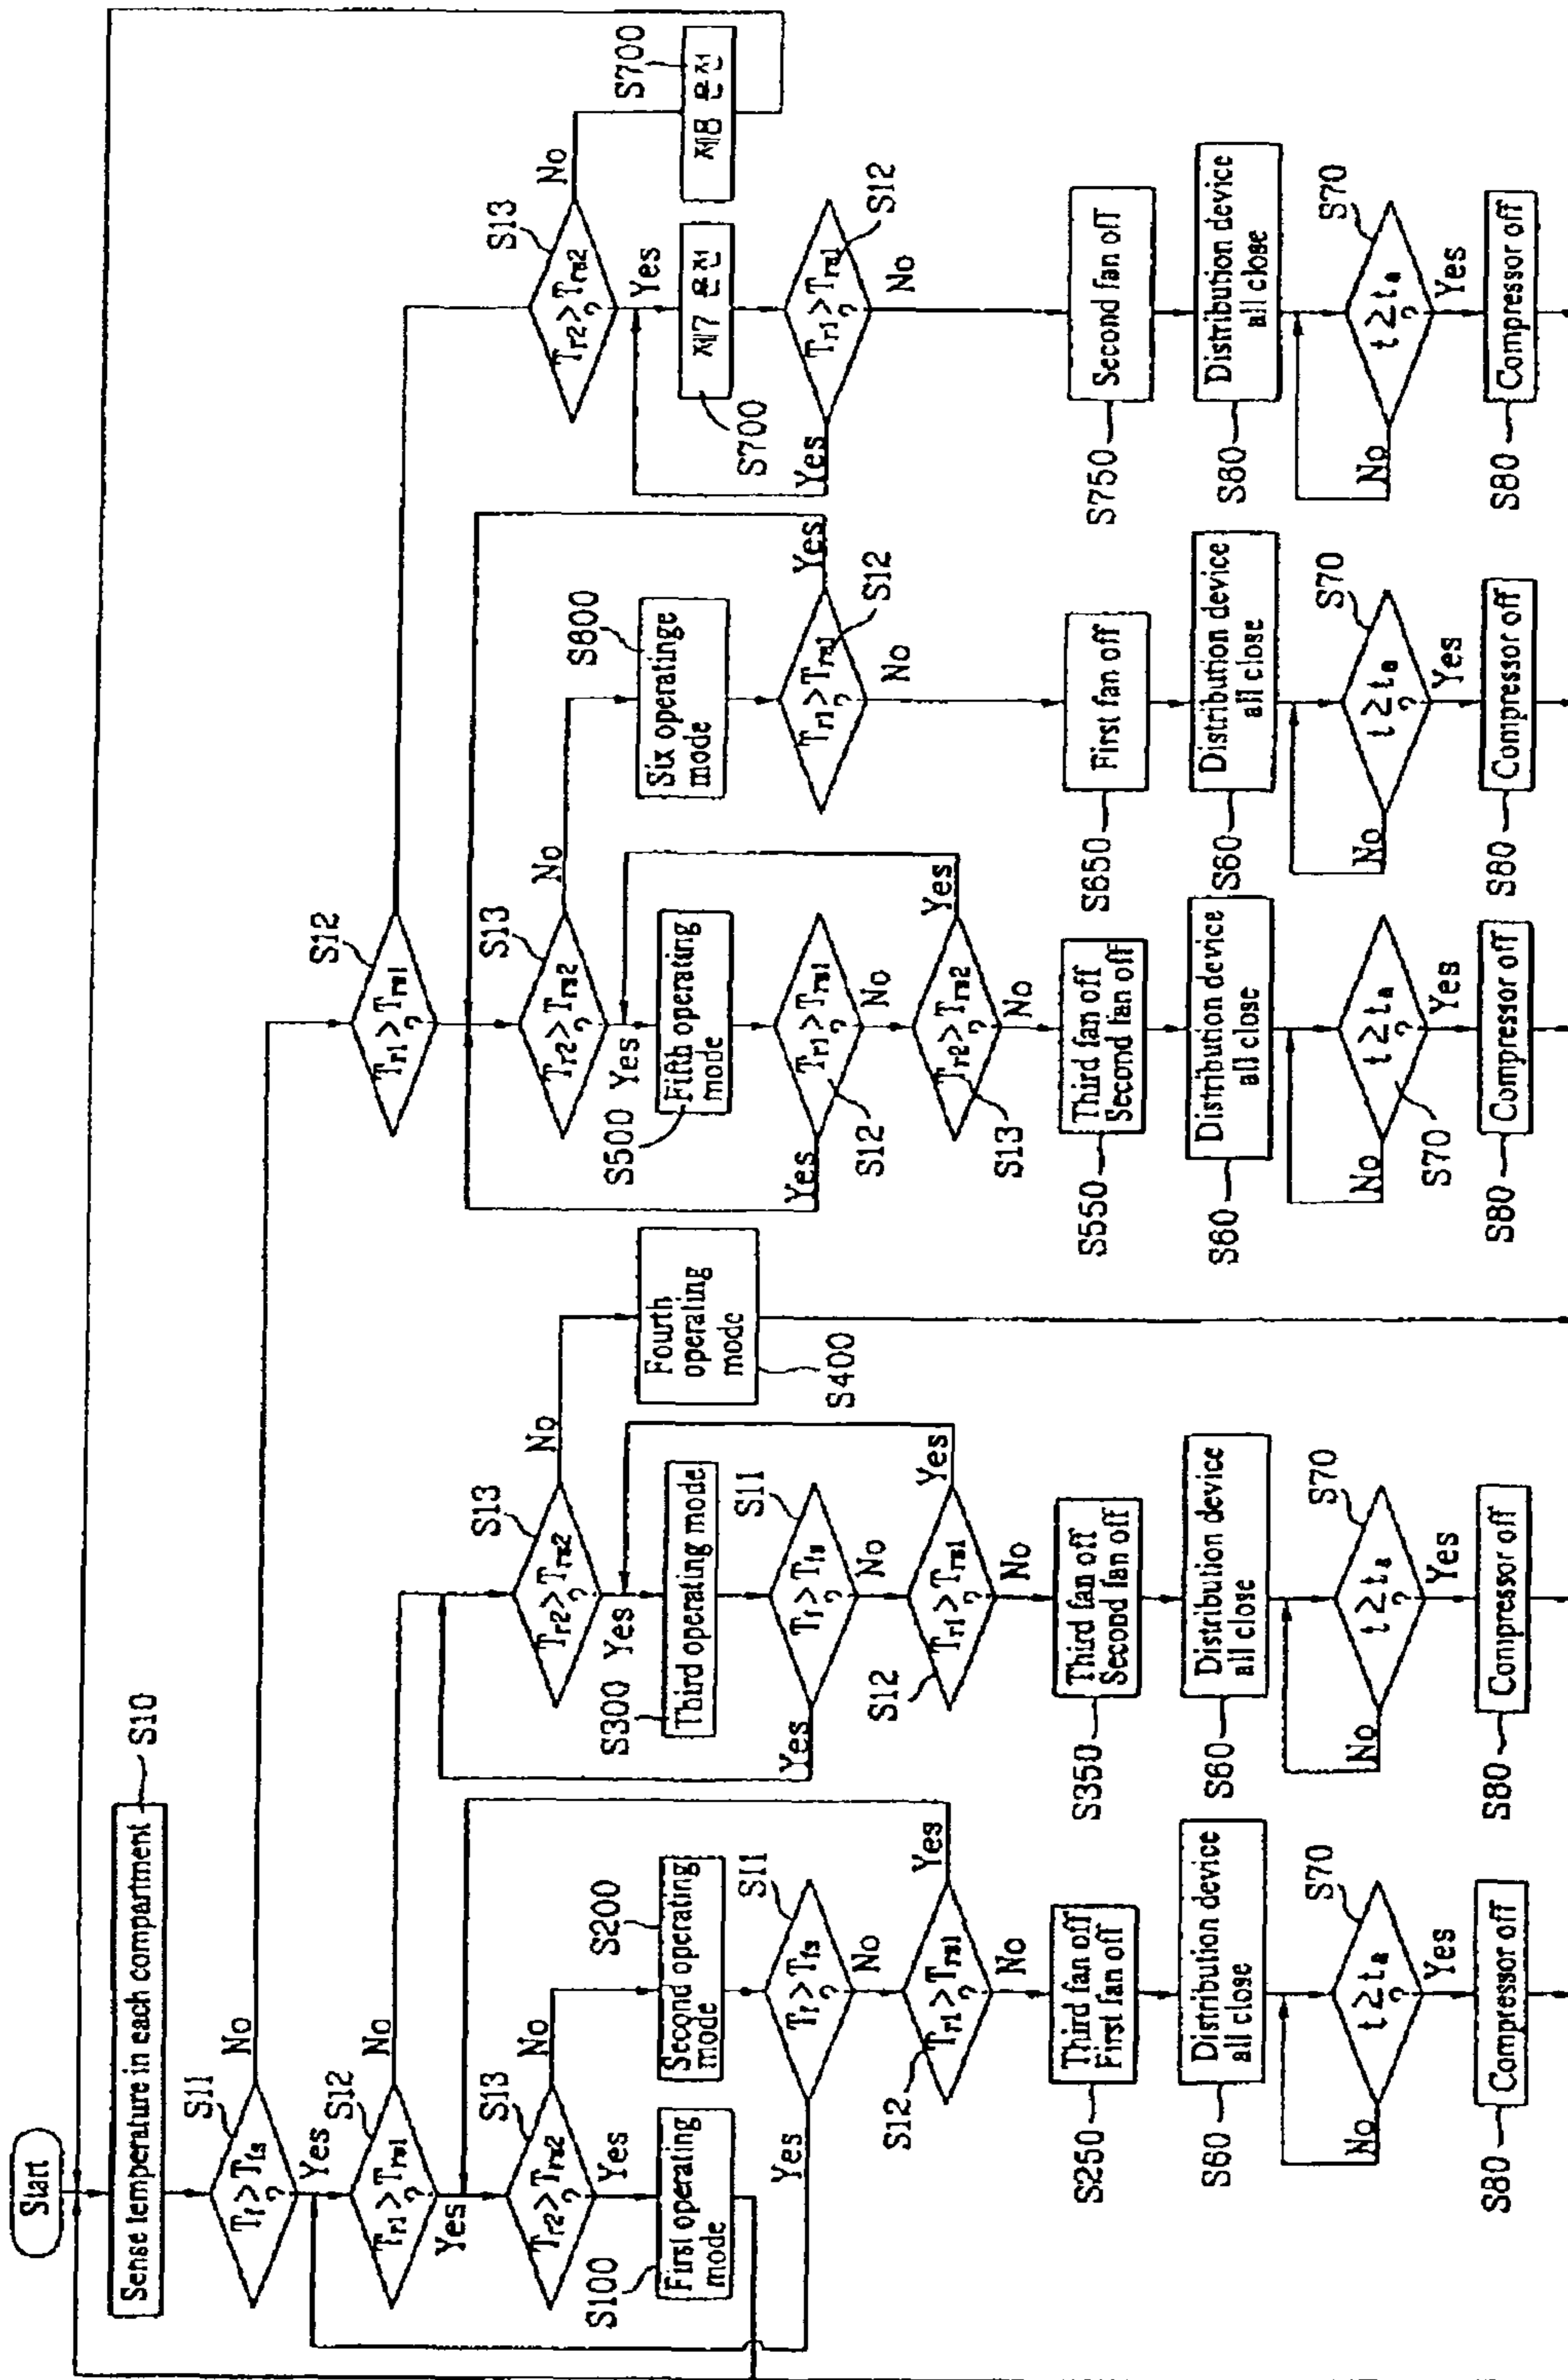 Start
Sense temperature in each compartment
S10
Tf > Tfs
?
S11
No
Yes
Tr1 > Trs1
?
S12
No
Yes
Tr2 > Trs2
?
S13
No
Yes
First operating
mode
S100
Second operating
mode
S200
Tf > Tfs
?
S11
Yes
No
Tr1 > Trs1
?
S12
Yes
No
Third fan off
First fan off
S250
Distribution device
all close
S60
t ≥ ta
?
S70
No
Yes
Compressor off
S80
Tr2 > Trs2
?
S13
No
Yes
Third operating mode
S300
Fourth
operating
mode
S400
Tf > Tfs
?
S11
Yes
No
Tr1 > Trs1
?
S12
Yes
No
Third fan off
Second fan off
S350
Distribution device
all close
S60
t ≥ ta
?
S70
No
Yes
Compressor off
S80
Tr1 > Trs1
?
S12
Tr2 > Trs2
?
S13
No
Yes
Fifth operating
mode
S500
Tr1 > Trs1
?
S12
Yes
No
Tr2 > Trs2
?
S13
Yes
No
Third fan off
Second fan off
S550
Distribution device
all close
S60
t ≥ ta
?
S70
No
Yes
Compressor off
S80
Six operatinge
mode
S600
Tr1 > Trs1
?
S12
Yes
No
First fan off
S650
Distribution device
all close
S60
t ≥ ta
?
S70
No
Yes
Compressor off
S80
Tr2 > Trs2
?
S13
No
Yes
제7 운전
S700
제8 운전
S700
Tr1 > Trs1
?
S12
Yes
No
Second fan off
S750
Distribution device
all close
S60
t ≥ ta
?
S70
No
Yes
Compressor off
S80